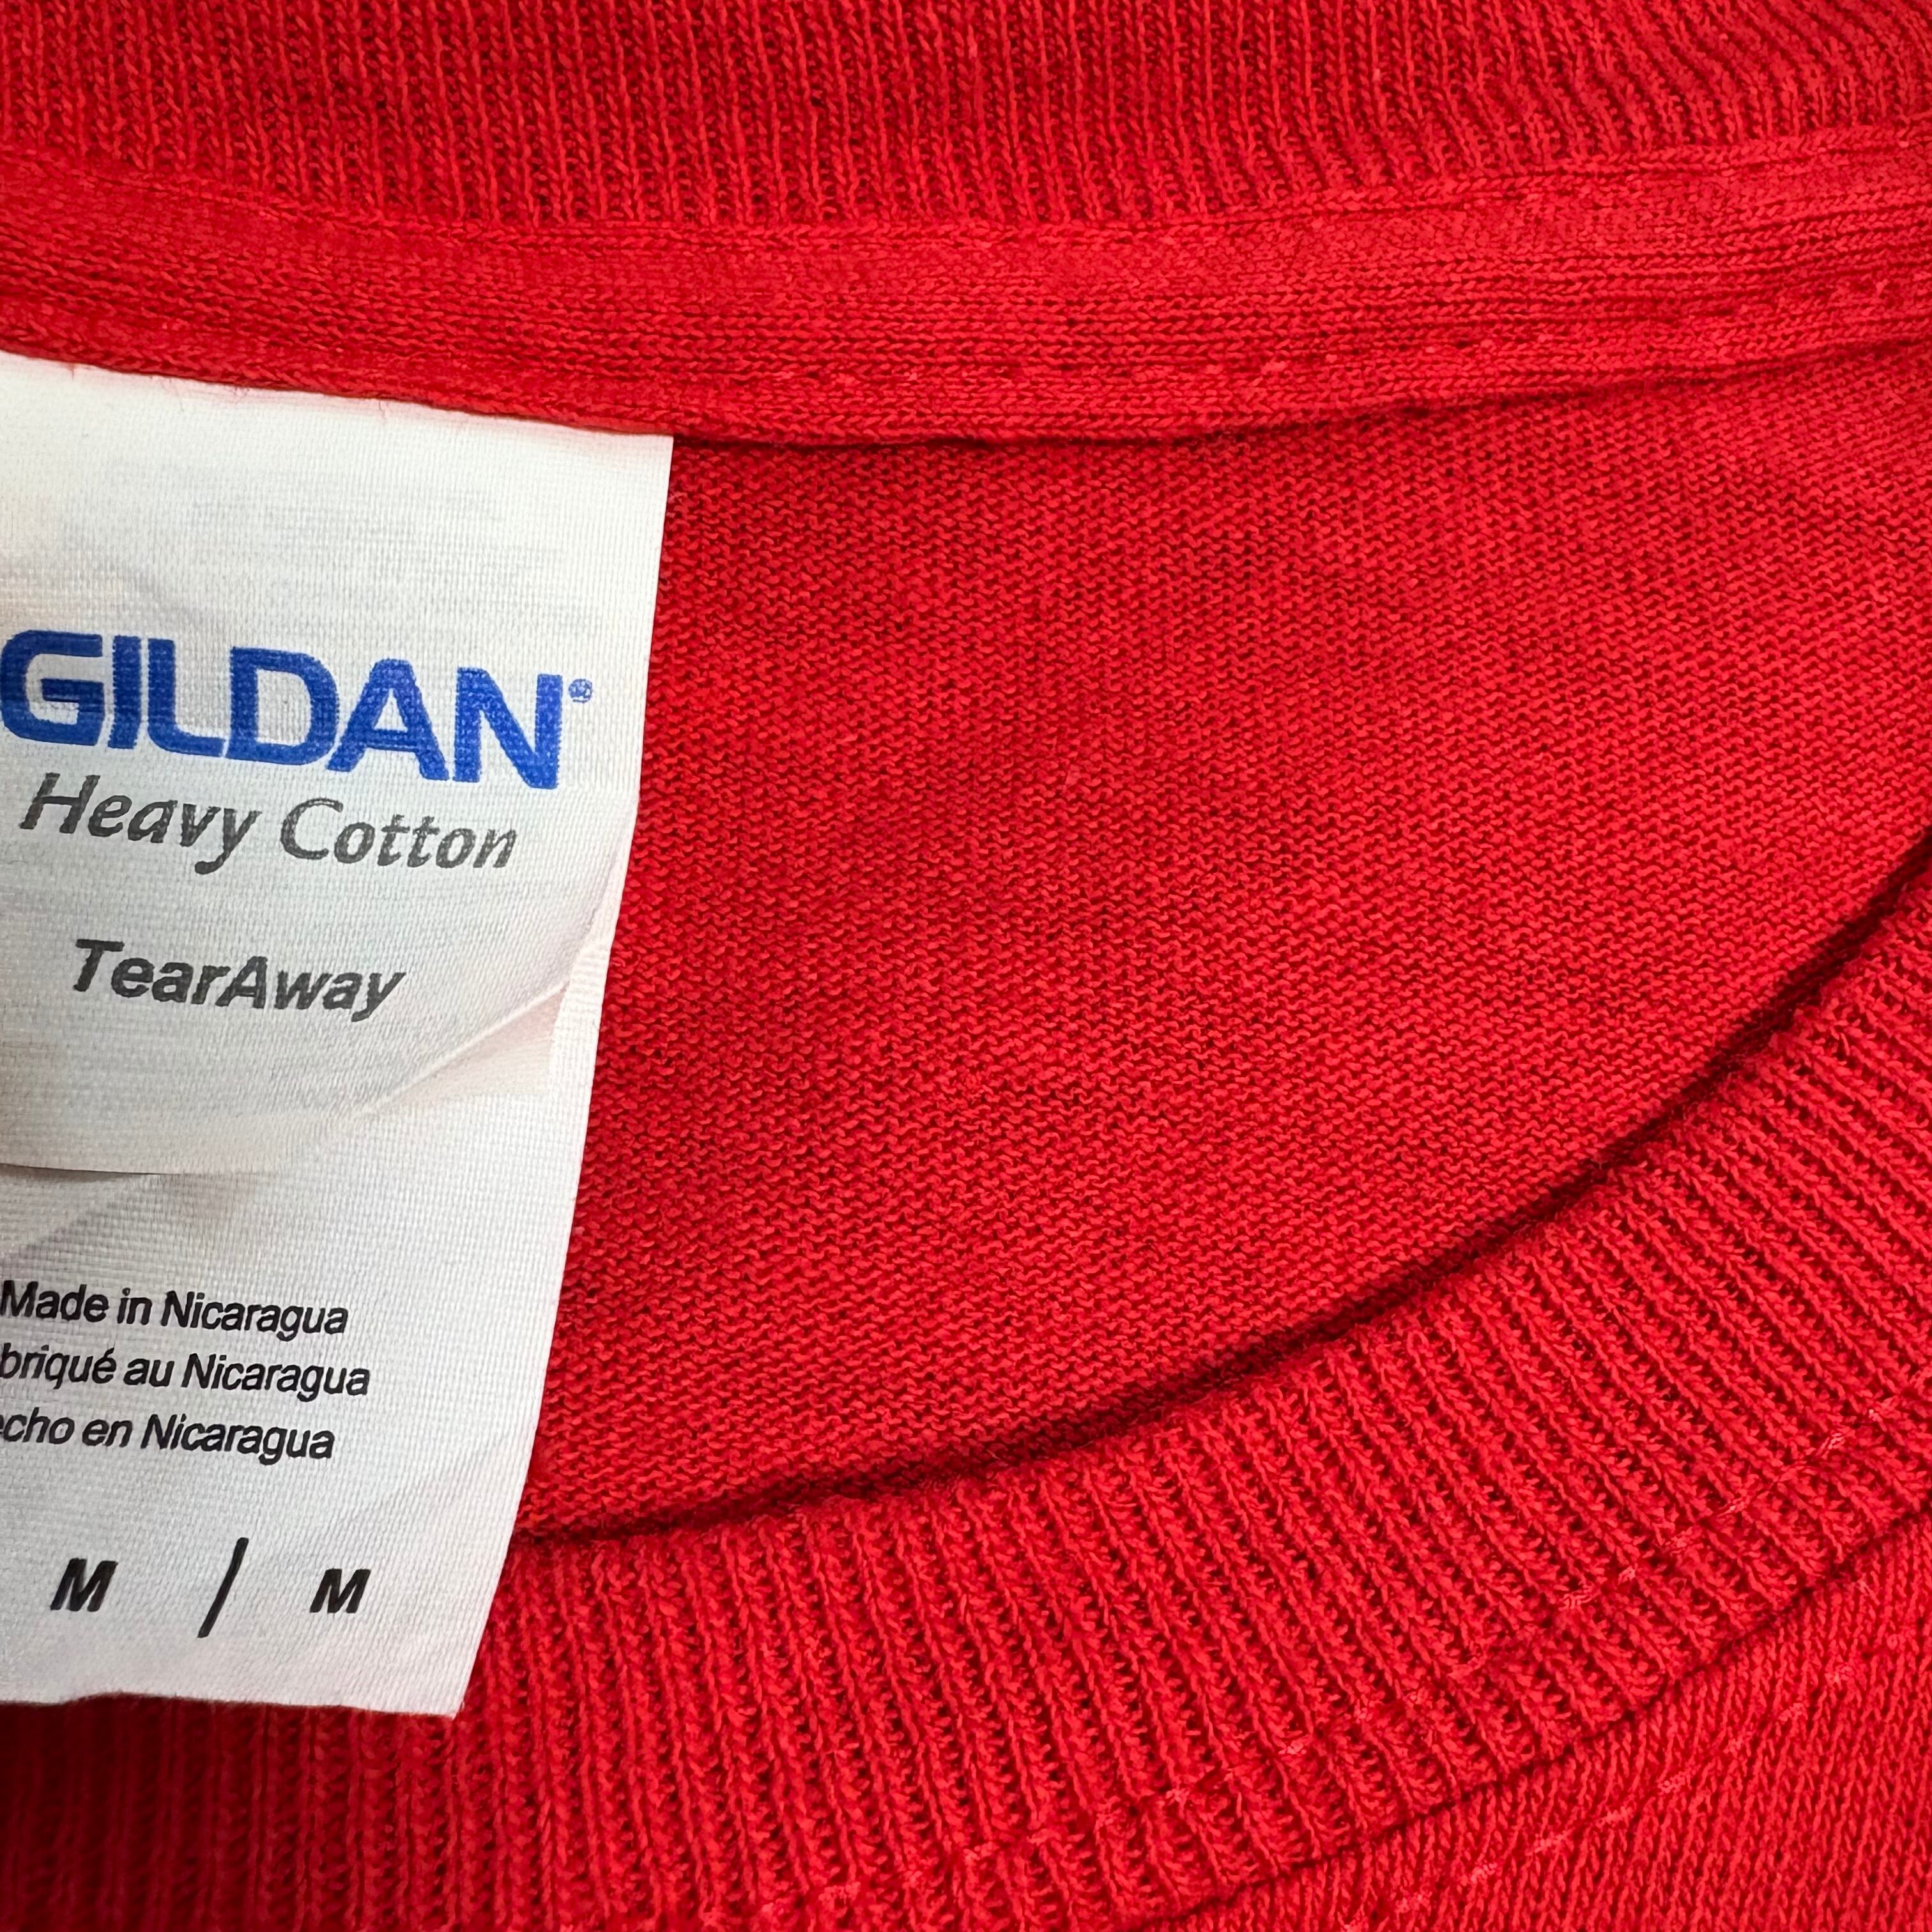 GILDAN®
Heavy Cotton
TearAway
Made in Nicaragua
briqué au Nicaragua
echo en Nicaragua
M / M